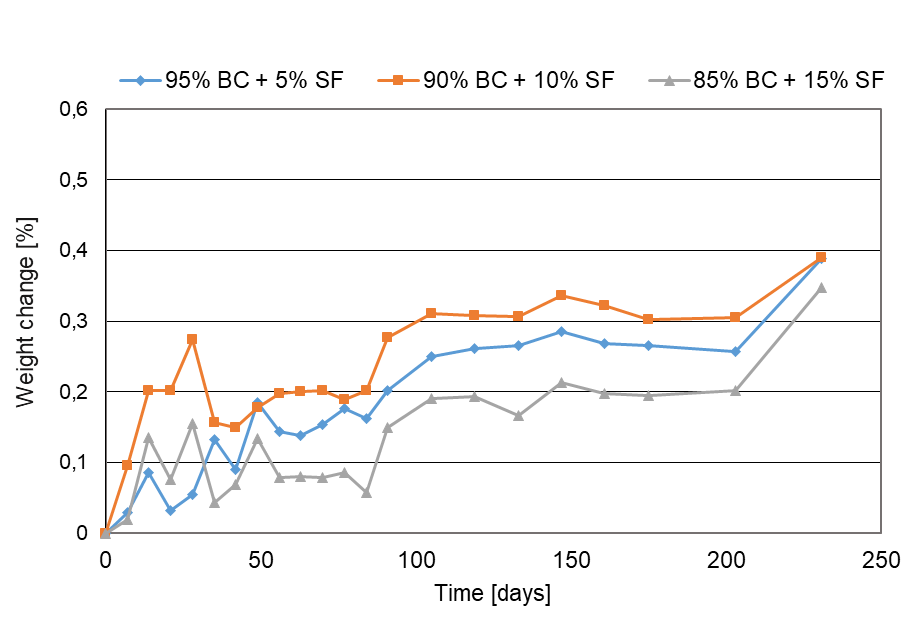 95% BC + 5% SF 90% BC + 10% SF 85% BC + 15% SF
0,6
0,5
0,4
0,3
0,2
0,1
0
Weight change [%]
0 50 100 150 200 250
Time [days]